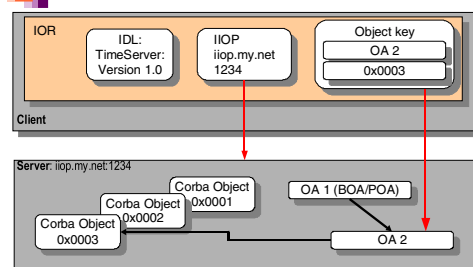 IOR
IDL:
TimeServer:
Version 1.0
IIOP
iiop.my.net
1234
Object key
OA 2
0x0003
Client
Server: iiop.my.net:1234
Corba Object
0x0001
Corba Object
0x0002
Corba Object
0x0003
OA 1 (BOA/POA)
OA 2